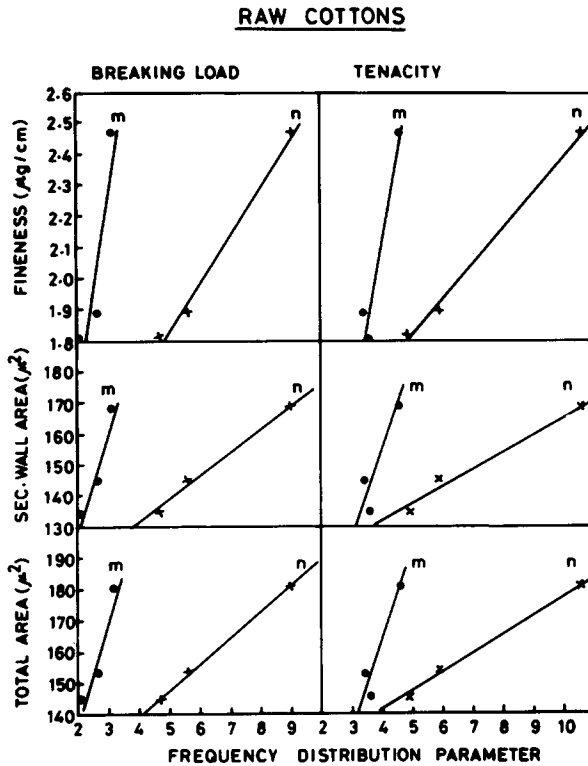 RAW COTTONS
BREAKING LOAD TENACITY
FINENESS (µg/cm)
2.6
2.5
2.4
2.3
2.2
2.1
2.0
1.9
1.8
m n m n
SEC. WALL AREA (µ²)
180
170
160
150
140
130
m n m n
TOTAL AREA (µ²)
190
180
170
160
150
140
m n m n
2 3 4 5 6 7 8 9 2 3 4 5 6 7 8 9 10
FREQUENCY DISTRIBUTION PARAMETER